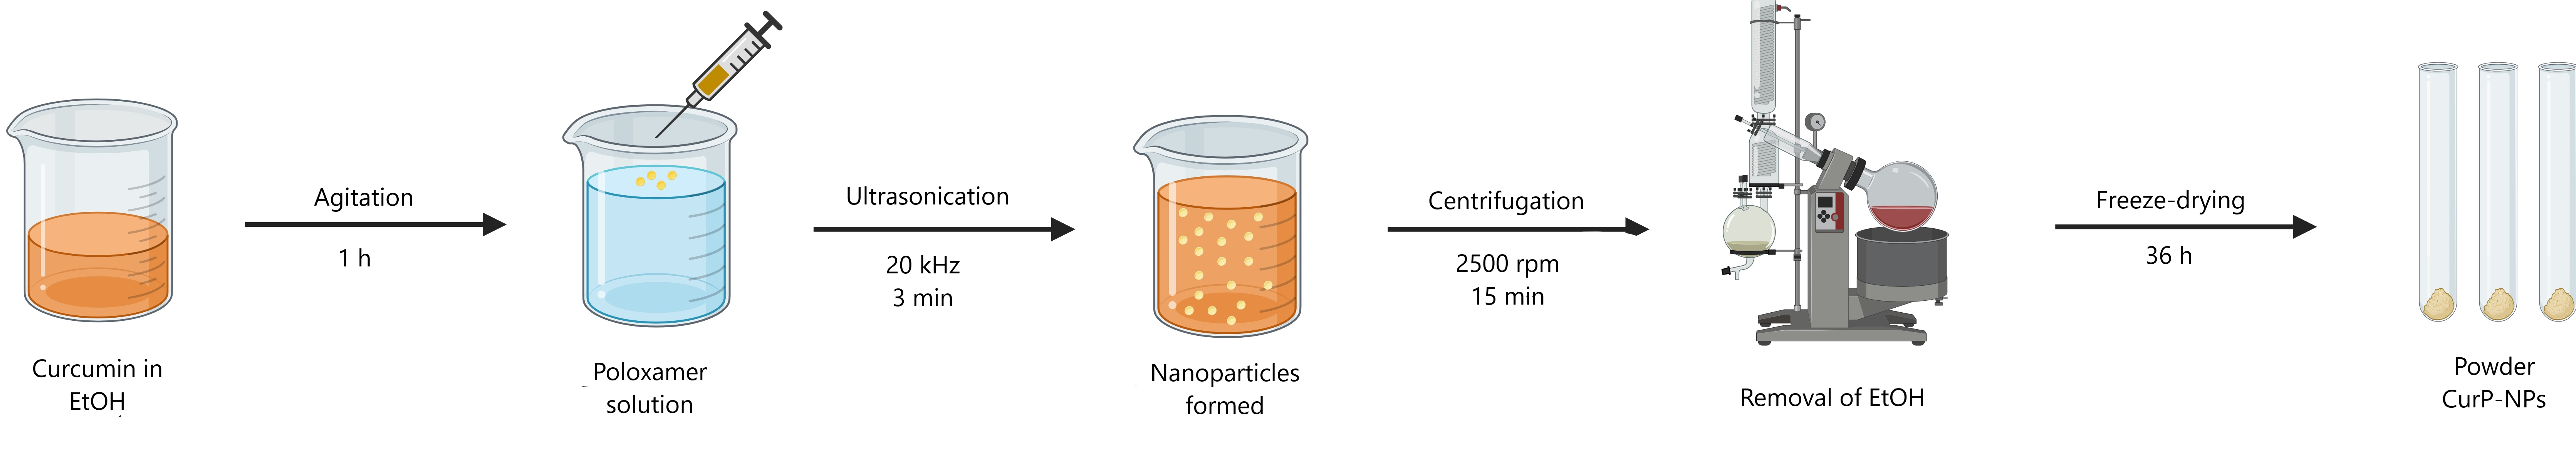 Curcumin in
EtOH
Agitation
1 h
Poloxamer
solution
Ultrasonication
20 kHz
3 min
Nanoparticles
formed
Centrifugation
2500 rpm
15 min
Removal of EtOH
Freeze-drying
36 h
Powder
CurP-NPs